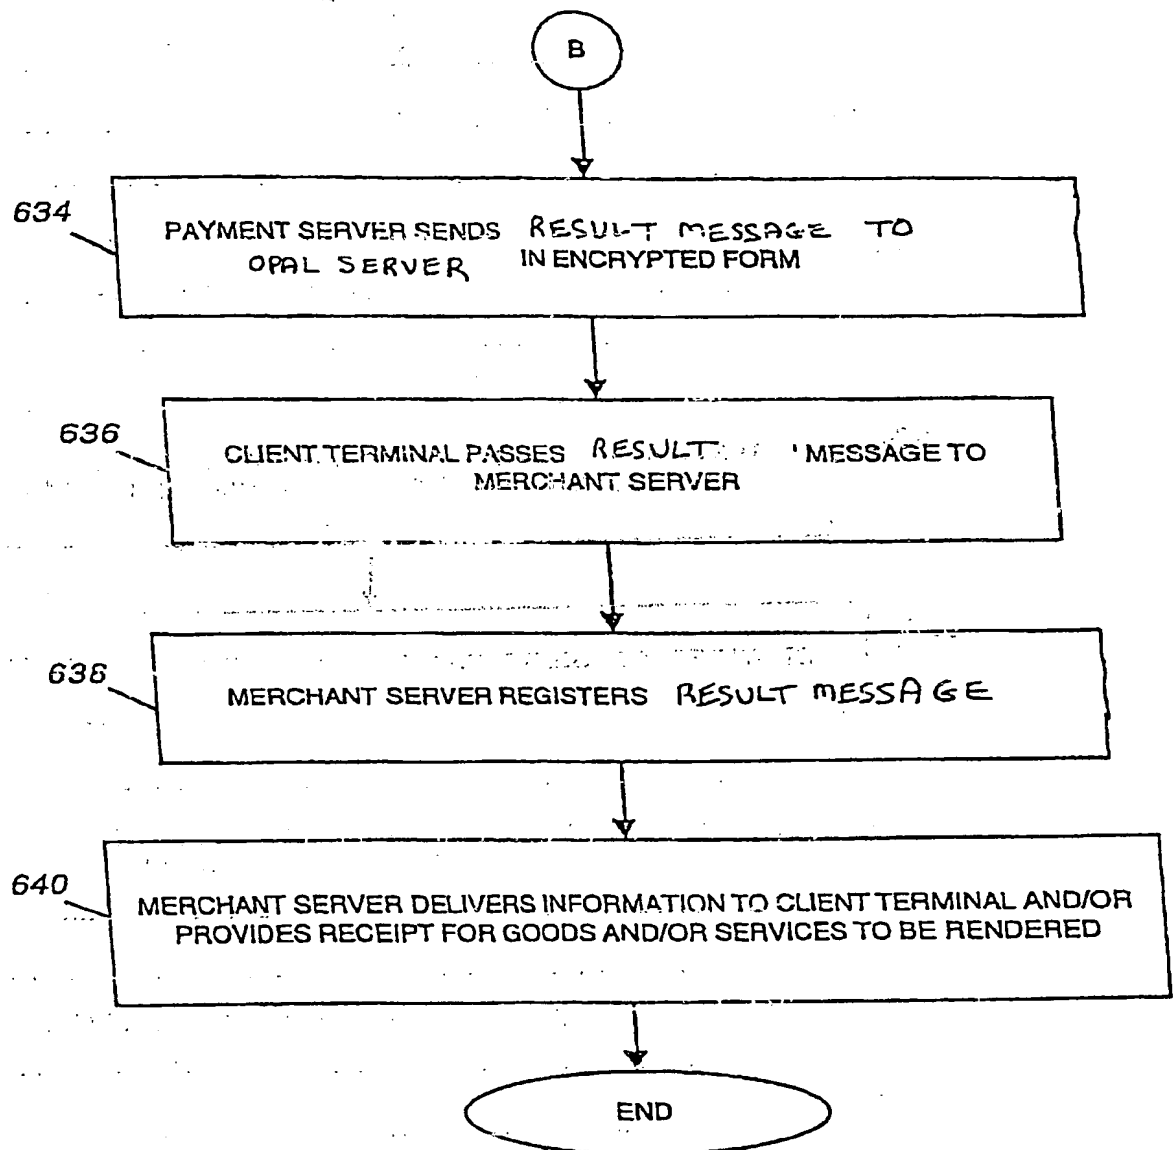 B
634
PAYMENT SERVER SENDS RESULT MESSAGE TO
OPAL SERVER IN ENCRYPTED FORM
636
CLIENT TERMINAL PASSES RESULT MESSAGE TO
MERCHANT SERVER
638
MERCHANT SERVER REGISTERS RESULT MESSAGE
640
MERCHANT SERVER DELIVERS INFORMATION TO CLIENT TERMINAL AND/OR
PROVIDES RECEIPT FOR GOODS AND/OR SERVICES TO BE RENDERED
END